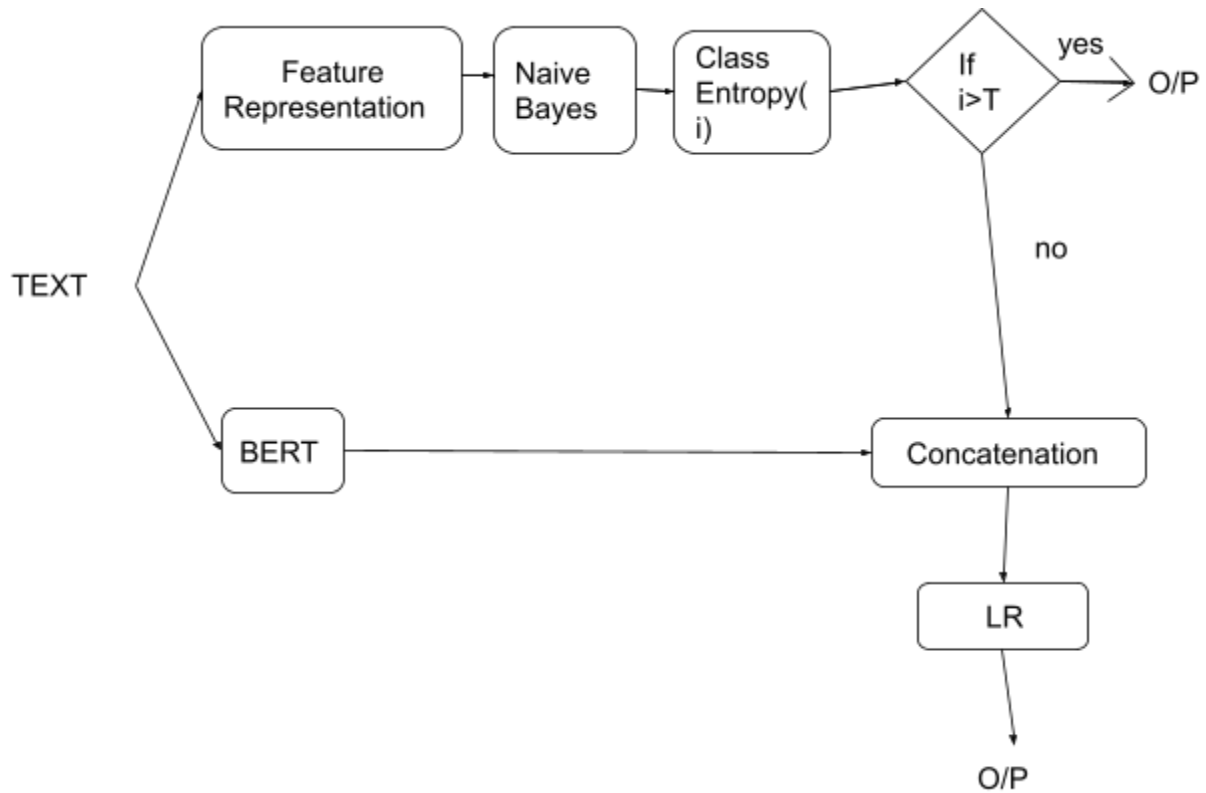 Feature
Representation
Naive
Bayes
Class
Entropy(
i)
If
i>T
yes
O/P
no
TEXT
BERT
Concatenation
LR
O/P